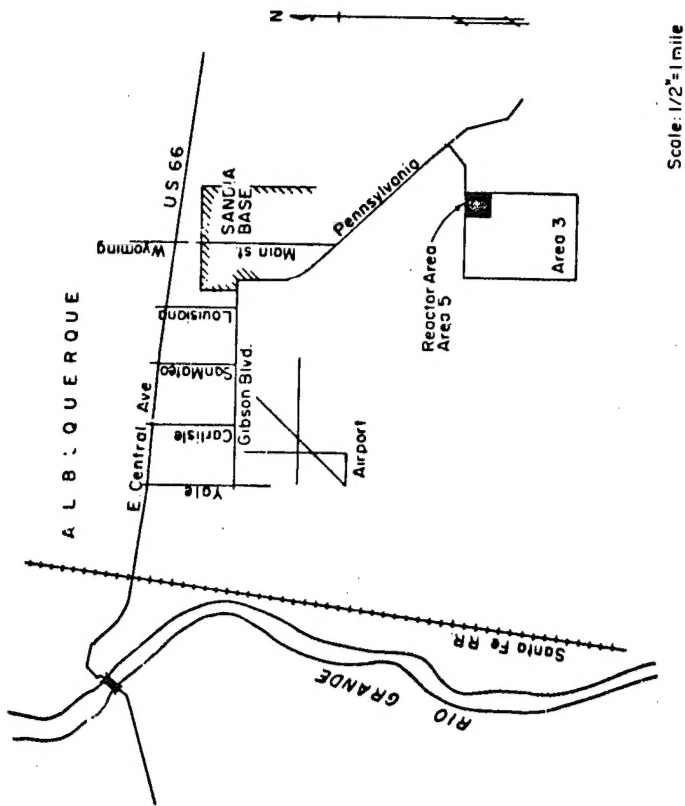 N
ALBUQUERQUE
US 66
E. Central Ave
Wyoming
SANDIA
BASE
Main st.
Louisiana
San Mateo
Carlisle
Yale
Gibson Blvd.
Airport
Pennsylvania
Reactor Area
Area 5
Area 3
Santa Fe RR.
RIO GRANDE
Scale: 1/2"=1 mile